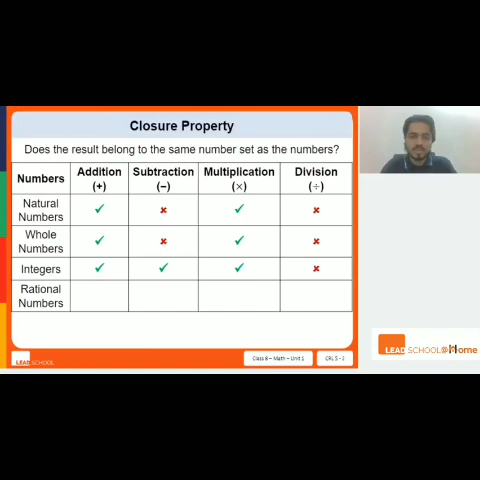 Closure Property
Does the result belong to the same number set as the numbers?
Numbers Addition (+) Subtraction (−) Multiplication (×) Division (÷)
Natural Numbers ✓ ✗ ✓ ✗
Whole Numbers ✓ ✗ ✓ ✗
Integers ✓ ✓ ✓ ✗
Rational Numbers
LEAD SCHOOL
Class 8 – Math – Unit 1
CRL 5 - 2
LEAD SCHOOL@Home